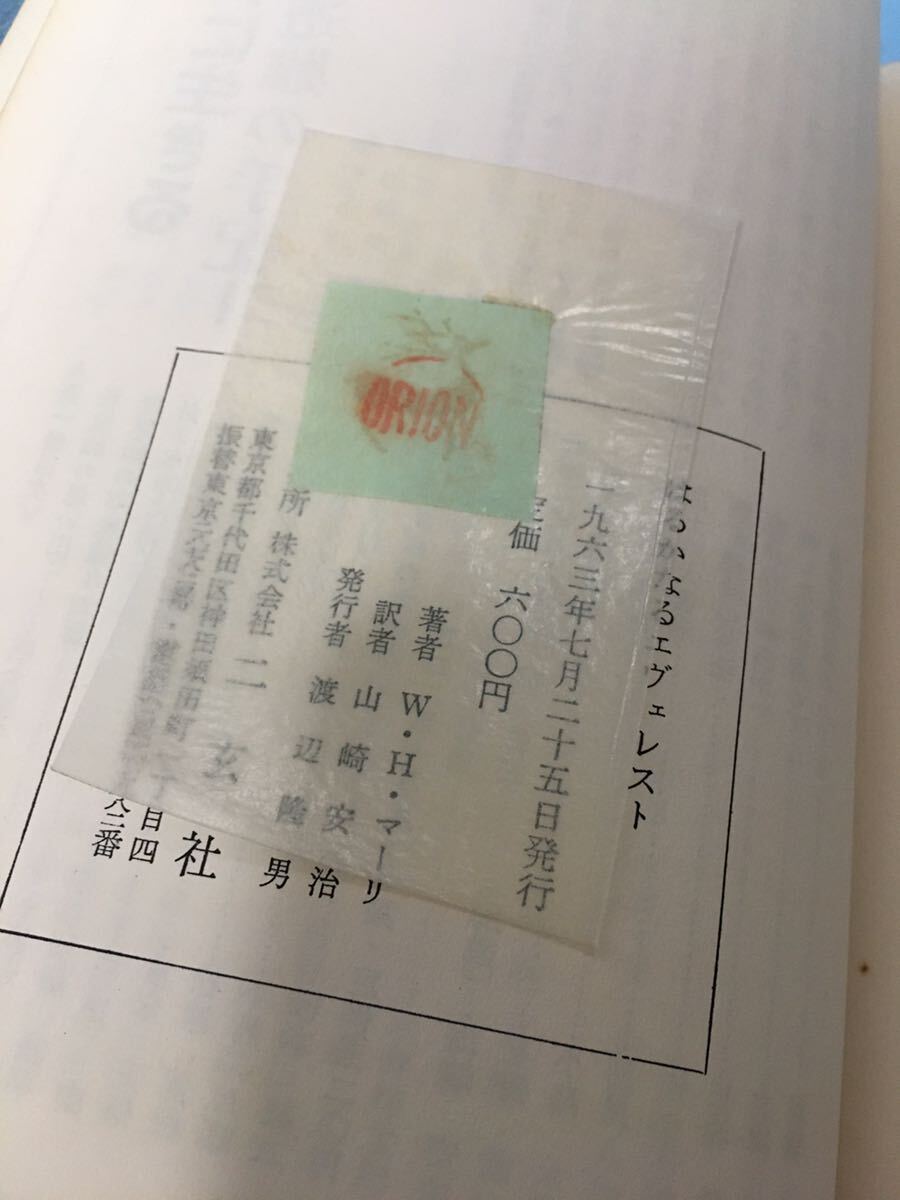 はるかなるエヴェレスト
一九六三年七月二十五日発行
定価 六〇〇円
著者 W・H・マーリ
訳者 山崎安治
発行者 渡辺隆男
所 株式会社 二玄社
東京都千代田区神田
振替東京
ORION